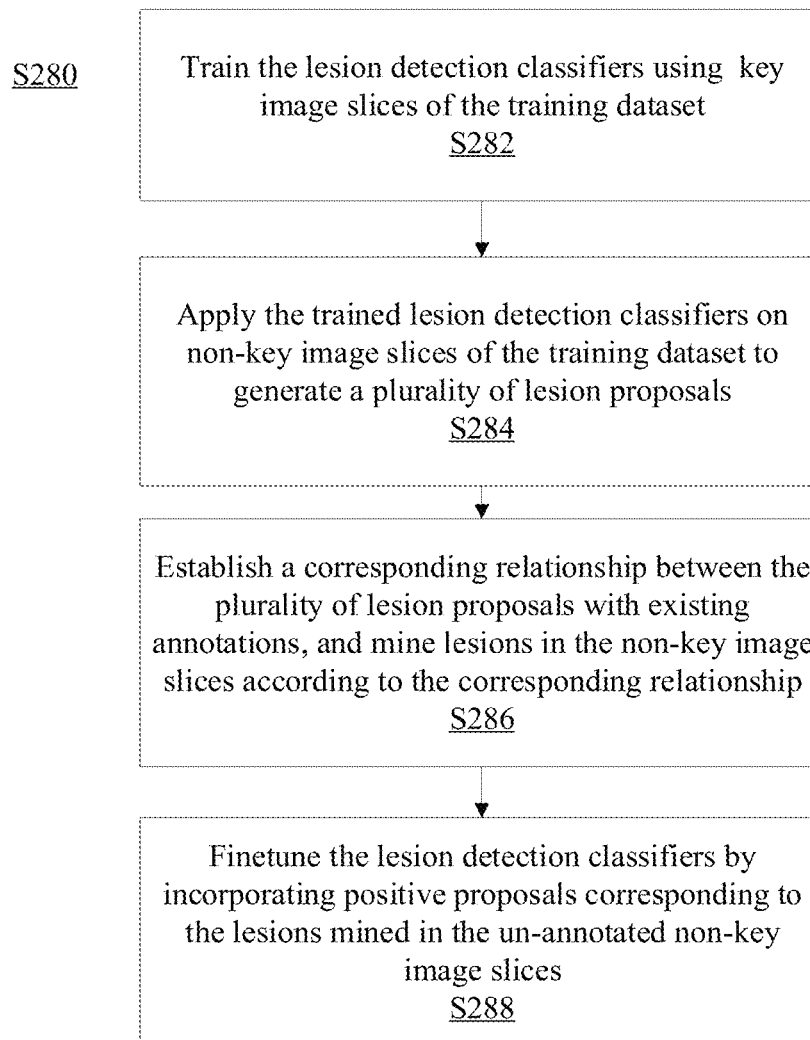 S280
Train the lesion detection classifiers using key
image slices of the training dataset
S282
Apply the trained lesion detection classifiers on
non-key image slices of the training dataset to
generate a plurality of lesion proposals
S284
Establish a corresponding relationship between the
plurality of lesion proposals with existing
annotations, and mine lesions in the non-key image
slices according to the corresponding relationship
S286
Finetune the lesion detection classifiers by
incorporating positive proposals corresponding to
the lesions mined in the un-annotated non-key
image slices
S288